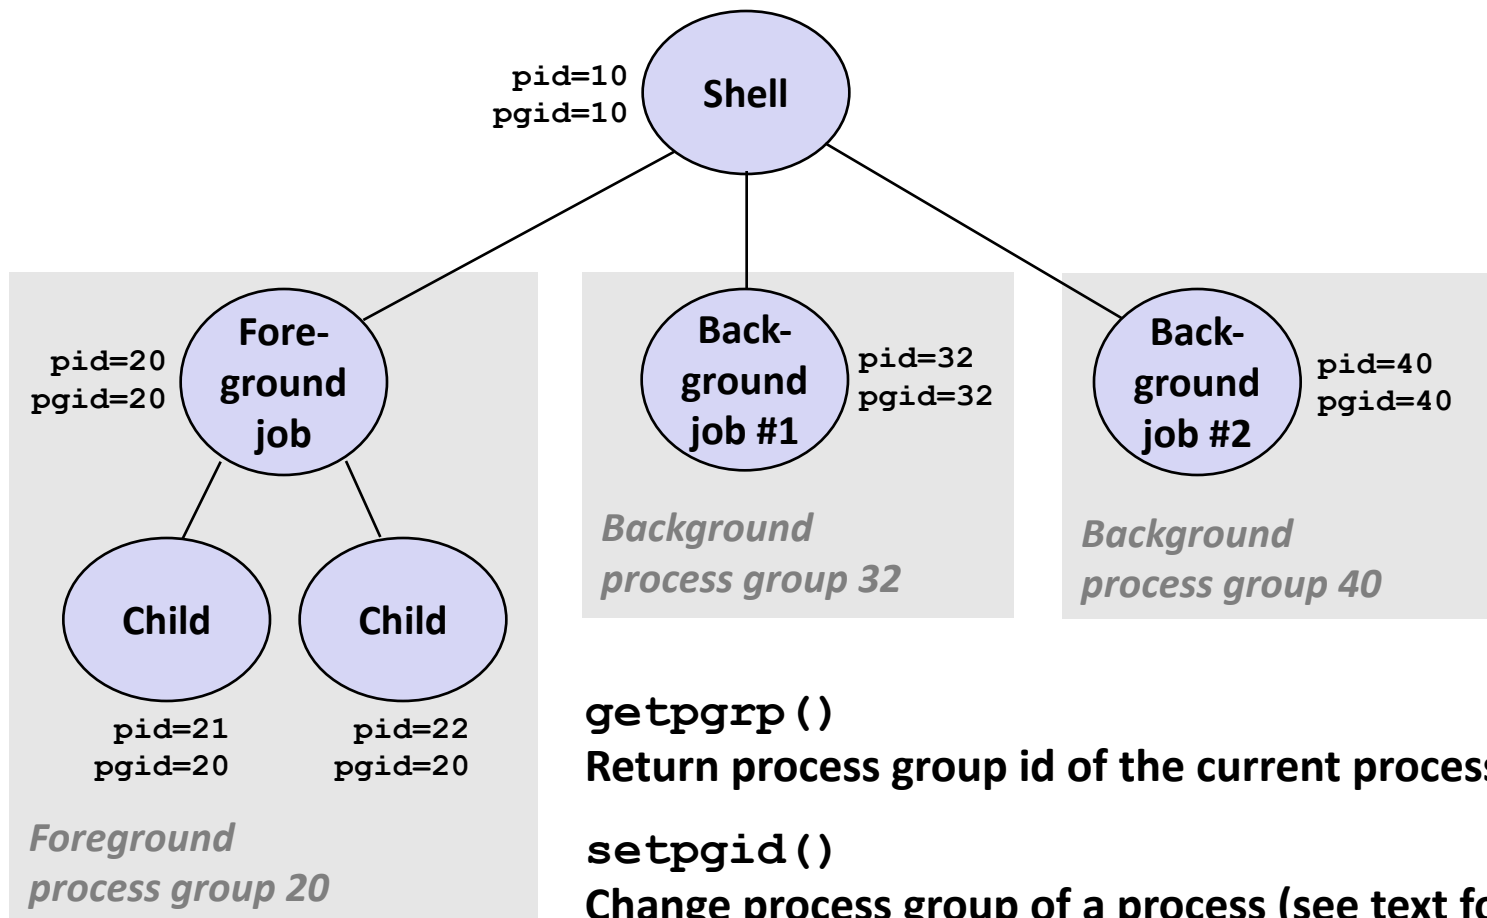 pid=10
pgid=10
Shell
pid=20
pgid=20
Fore-
ground
job
Back-
ground
job #1
pid=32
pgid=32
Back-
ground
job #2
pid=40
pgid=40
Background
process group 32
Background
process group 40
Child
Child
pid=21
pgid=20
pid=22
pgid=20
Foreground
process group 20
getpgrp()
Return process group id of the current process
setpgid()
Change process group of a process (see text fo